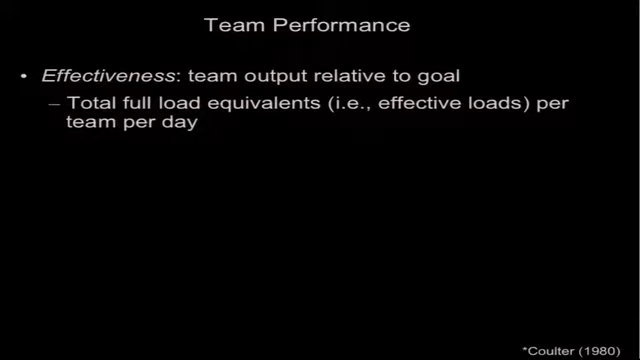 Team Performance
• Effectiveness: team output relative to goal
– Total full load equivalents (i.e., effective loads) per
team per day
*Coulter (1980)